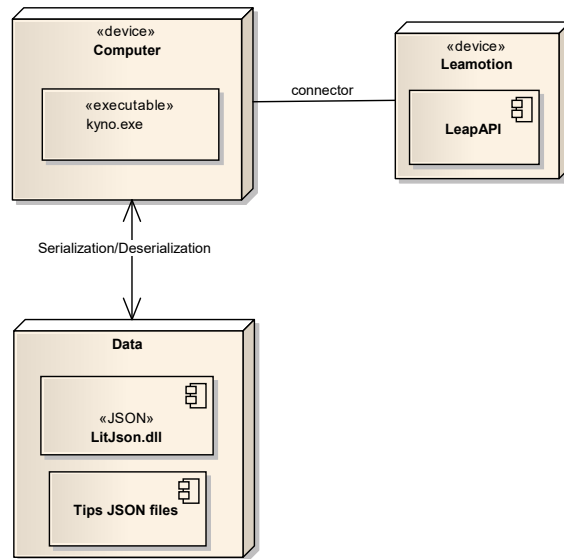 «device»
Computer
«executable»
kyno.exe
connector
«device»
Leamotion
LeapAPI
Serialization/Deserialization
Data
«JSON»
LitJson.dll
Tips JSON files